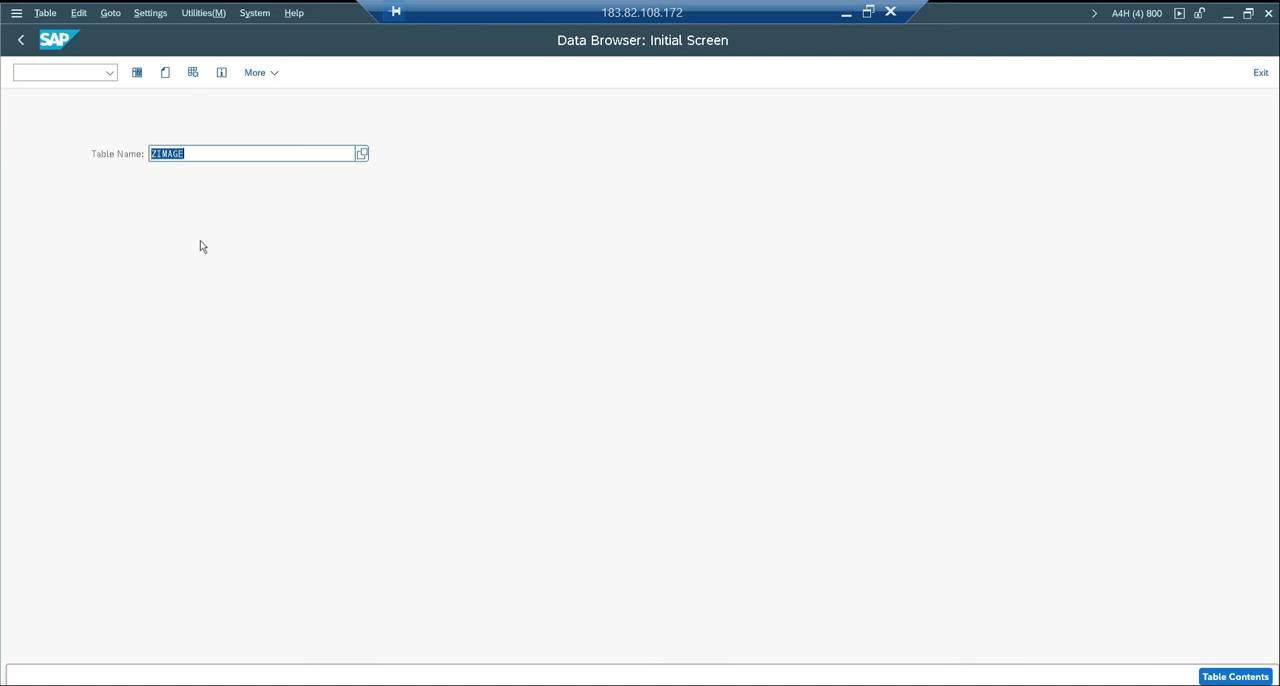 Table Edit Goto Settings Utilities(M) System Help 183.82.108.172 A4H (4) 800
SAP Data Browser: Initial Screen
More Exit
Table Name: ZIMAGE
Table Contents